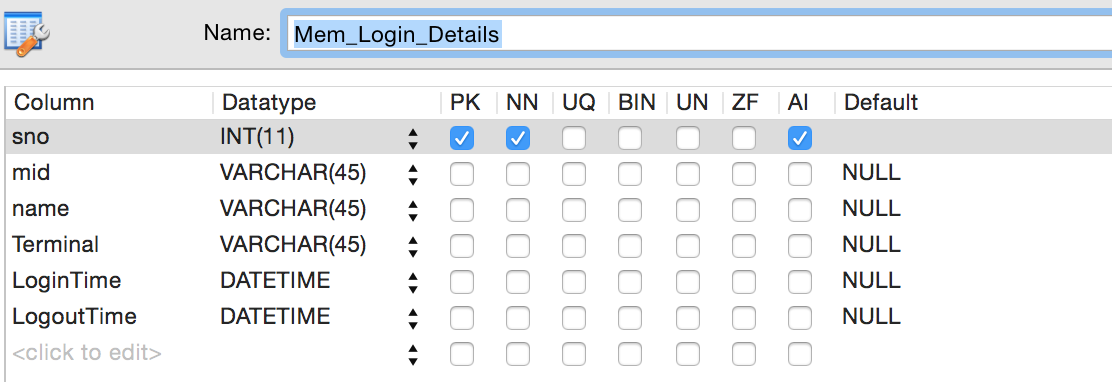 Name: Mem_Login_Details
Column Datatype PK NN UQ BIN UN ZF AI Default
sno INT(11)
mid VARCHAR(45) NULL
name VARCHAR(45) NULL
Terminal VARCHAR(45) NULL
LoginTime DATETIME NULL
LogoutTime DATETIME NULL
<click to edit>